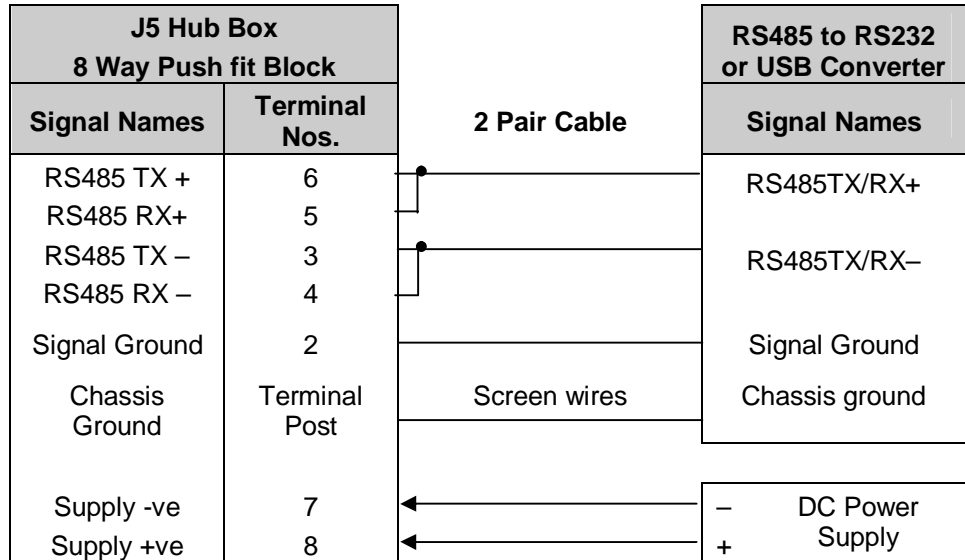 J5 Hub Box
8 Way Push fit Block
RS485 to RS232
or USB Converter
Signal Names
Terminal
Nos.
2 Pair Cable
Signal Names
RS485 TX +
6
RS485TX/RX+
RS485 RX+
5
RS485 TX –
3
RS485TX/RX–
RS485 RX –
4
Signal Ground
2
Signal Ground
Chassis
Ground
Terminal
Post
Screen wires
Chassis ground
Supply -ve
7
–
DC Power
Supply
Supply +ve
8
+